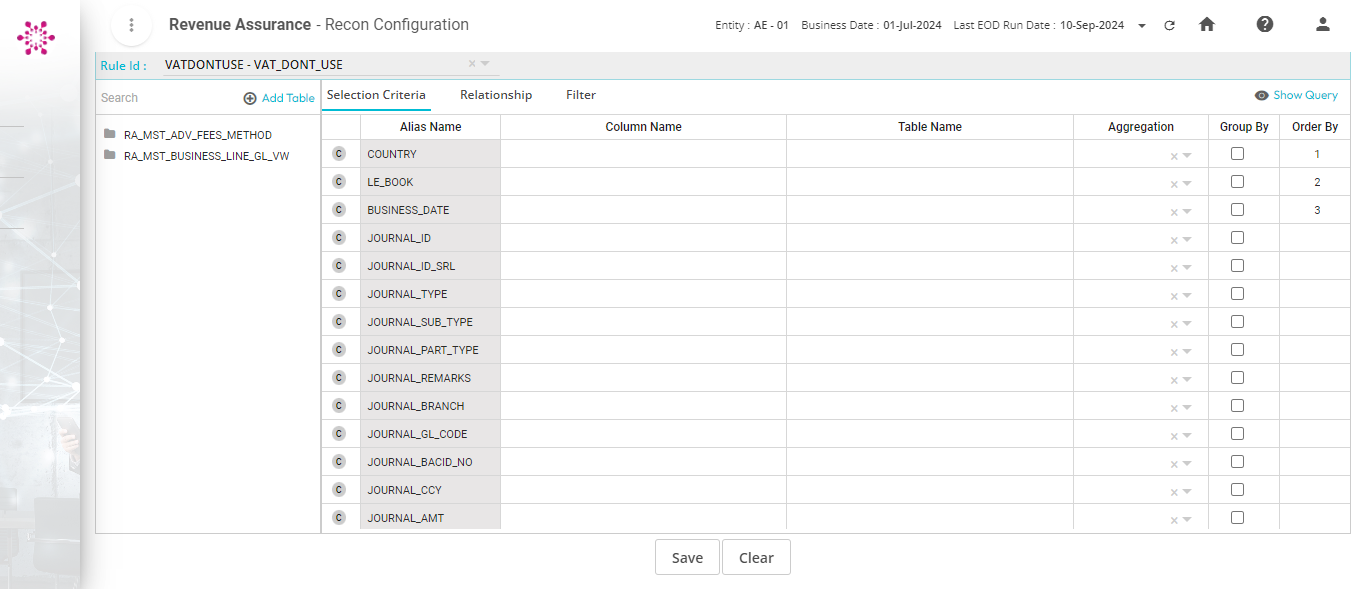 Revenue Assurance - Recon Configuration
Entity : AE - 01 Business Date : 01-Jul-2024 Last EOD Run Date : 10-Sep-2024
Rule Id : VATDONTUSE - VAT_DONT_USE
Search Add Table
RA_MST_ADV_FEES_METHOD
RA_MST_BUSINESS_LINE_GL_VW
Selection Criteria Relationship Filter Show Query
Alias Name Column Name Table Name Aggregation Group By Order By
C COUNTRY 1
C LE_BOOK 2
C BUSINESS_DATE 3
C JOURNAL_ID
C JOURNAL_ID_SRL
C JOURNAL_TYPE
C JOURNAL_SUB_TYPE
C JOURNAL_PART_TYPE
C JOURNAL_REMARKS
C JOURNAL_BRANCH
C JOURNAL_GL_CODE
C JOURNAL_BACID_NO
C JOURNAL_CCY
C JOURNAL_AMT
Save Clear